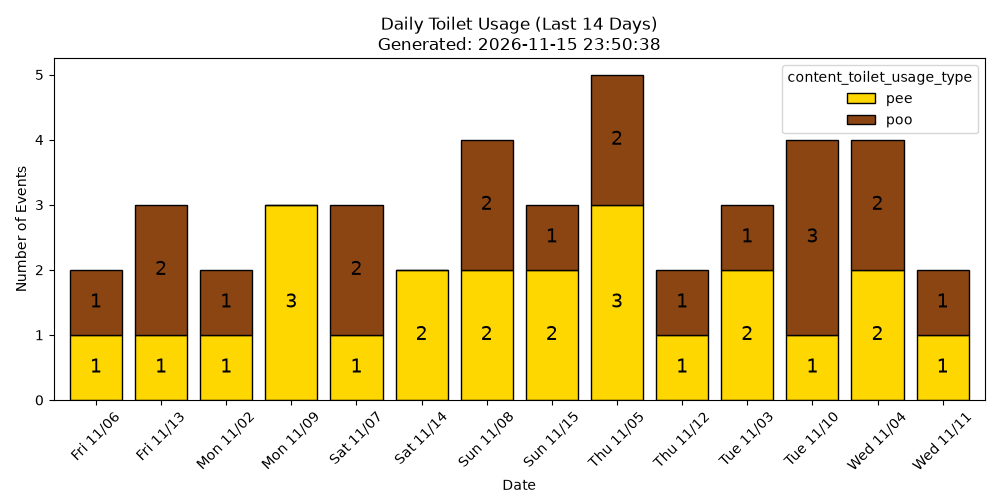 Daily Toilet Usage (Last 14 Days)
Generated: 2026-11-15 23:50:38
content_toilet_usage_type
pee
poo
Number of Events
5
4
3
2
1
0
1 2 1 2 2 1 2 1 1 3 2 1
1 1 1 3 1 2 2 2 3 1 2 1 2 1
Fri 11/06 Fri 11/13 Mon 11/02 Mon 11/09 Sat 11/07 Sat 11/14 Sun 11/08 Sun 11/15 Thu 11/05 Thu 11/12 Tue 11/03 Tue 11/10 Wed 11/04 Wed 11/11
Date